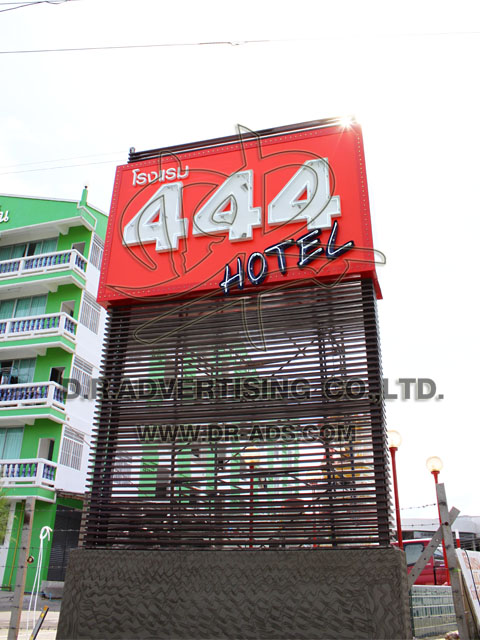 โรงแรม
444
HOTEL
D.R ADVERTISING CO.,LTD.
WWW.DR-ADS.COM